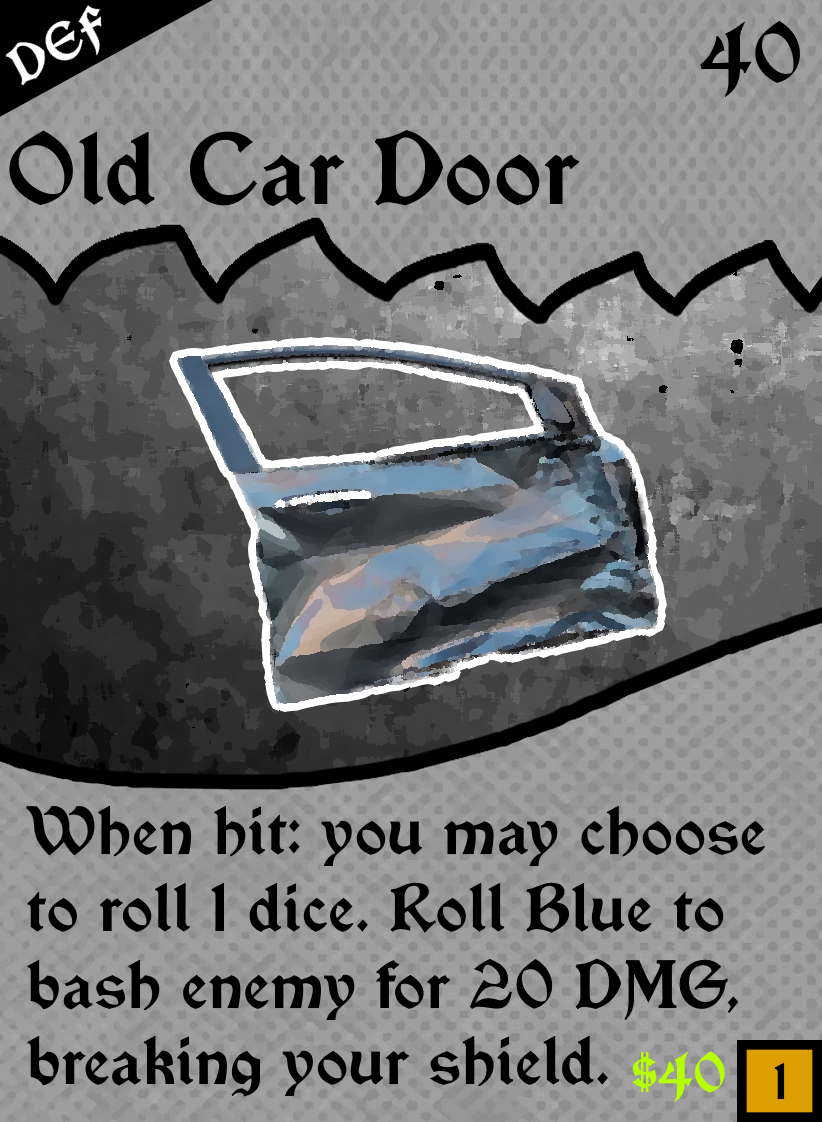 DEF
40
Old Car Door
When hit: you may choose
to roll 1 dice. Roll Blue to
bash enemy for 20 DMG,
breaking your shield. $40
1